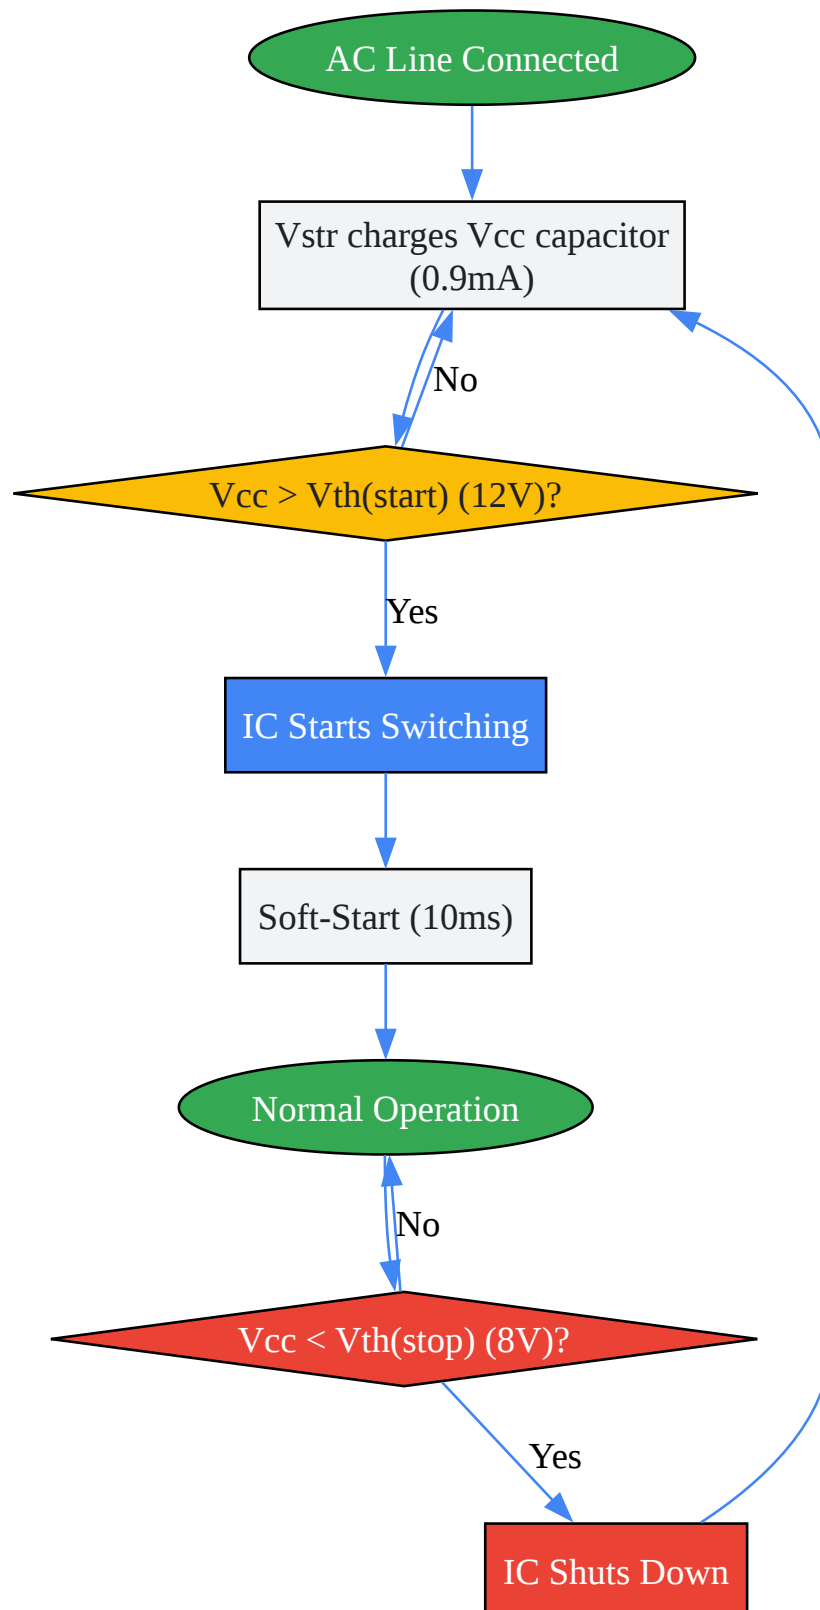 AC Line Connected
Vstr charges Vcc capacitor
(0.9mA)
No
Vcc > Vth(start) (12V)?
Yes
IC Starts Switching
Soft-Start (10ms)
Normal Operation
No
Vcc < Vth(stop) (8V)?
Yes
IC Shuts Down